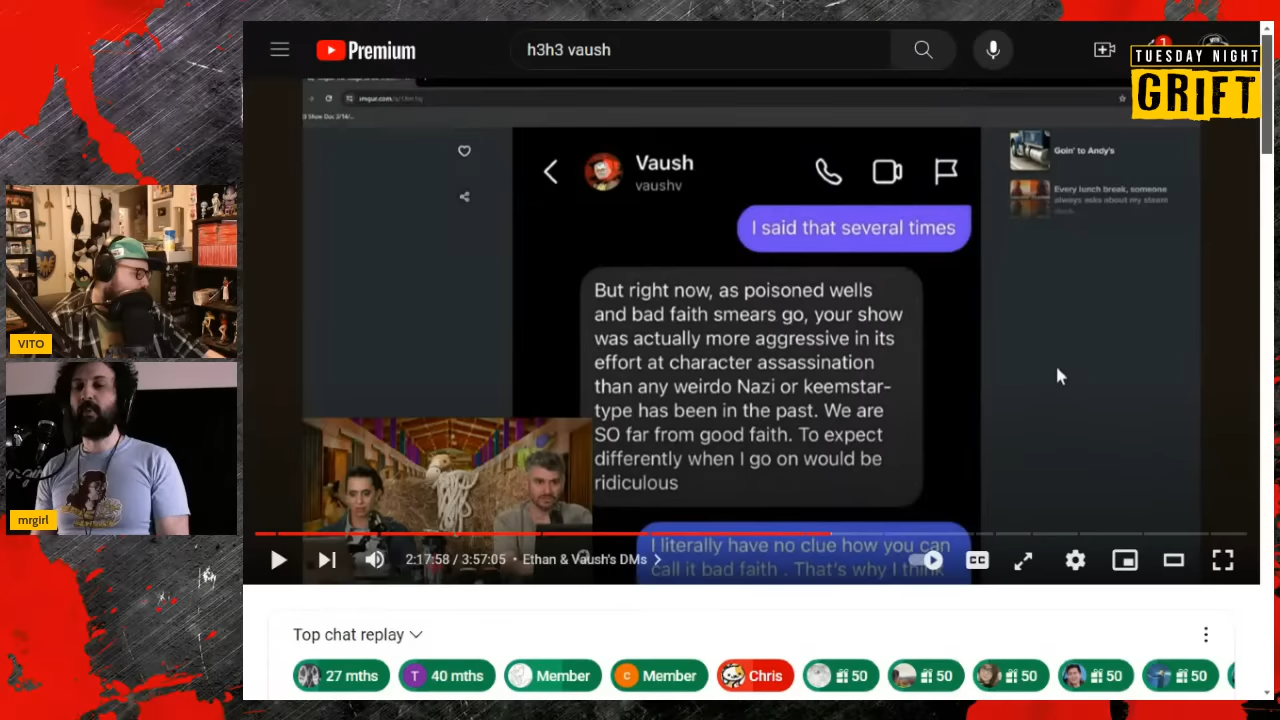 Premium
h3h3 vaush
1
TUESDAY NIGHT
GRIFT
imgur.com
Vaush
vaushv
Goin' to Andy's
Every lunch break, someone
always asks about my steam
I said that several times
But right now, as poisoned wells
and bad faith smears go, your show
was actually more aggressive in its
effort at character assassination
than any weirdo Nazi or keemstar-
type has been in the past. We are
SO far from good faith. To expect
differently when I go on would be
ridiculous
I literally have no clue how you can
call it bad faith . That's why I think
VITO
mrgirl
2:17:58 / 3:57:05 • Ethan & Vaush's DMs
CC
Top chat replay
27 mths
T 40 mths
Member
C Member
Chris
50
50
50
50
50